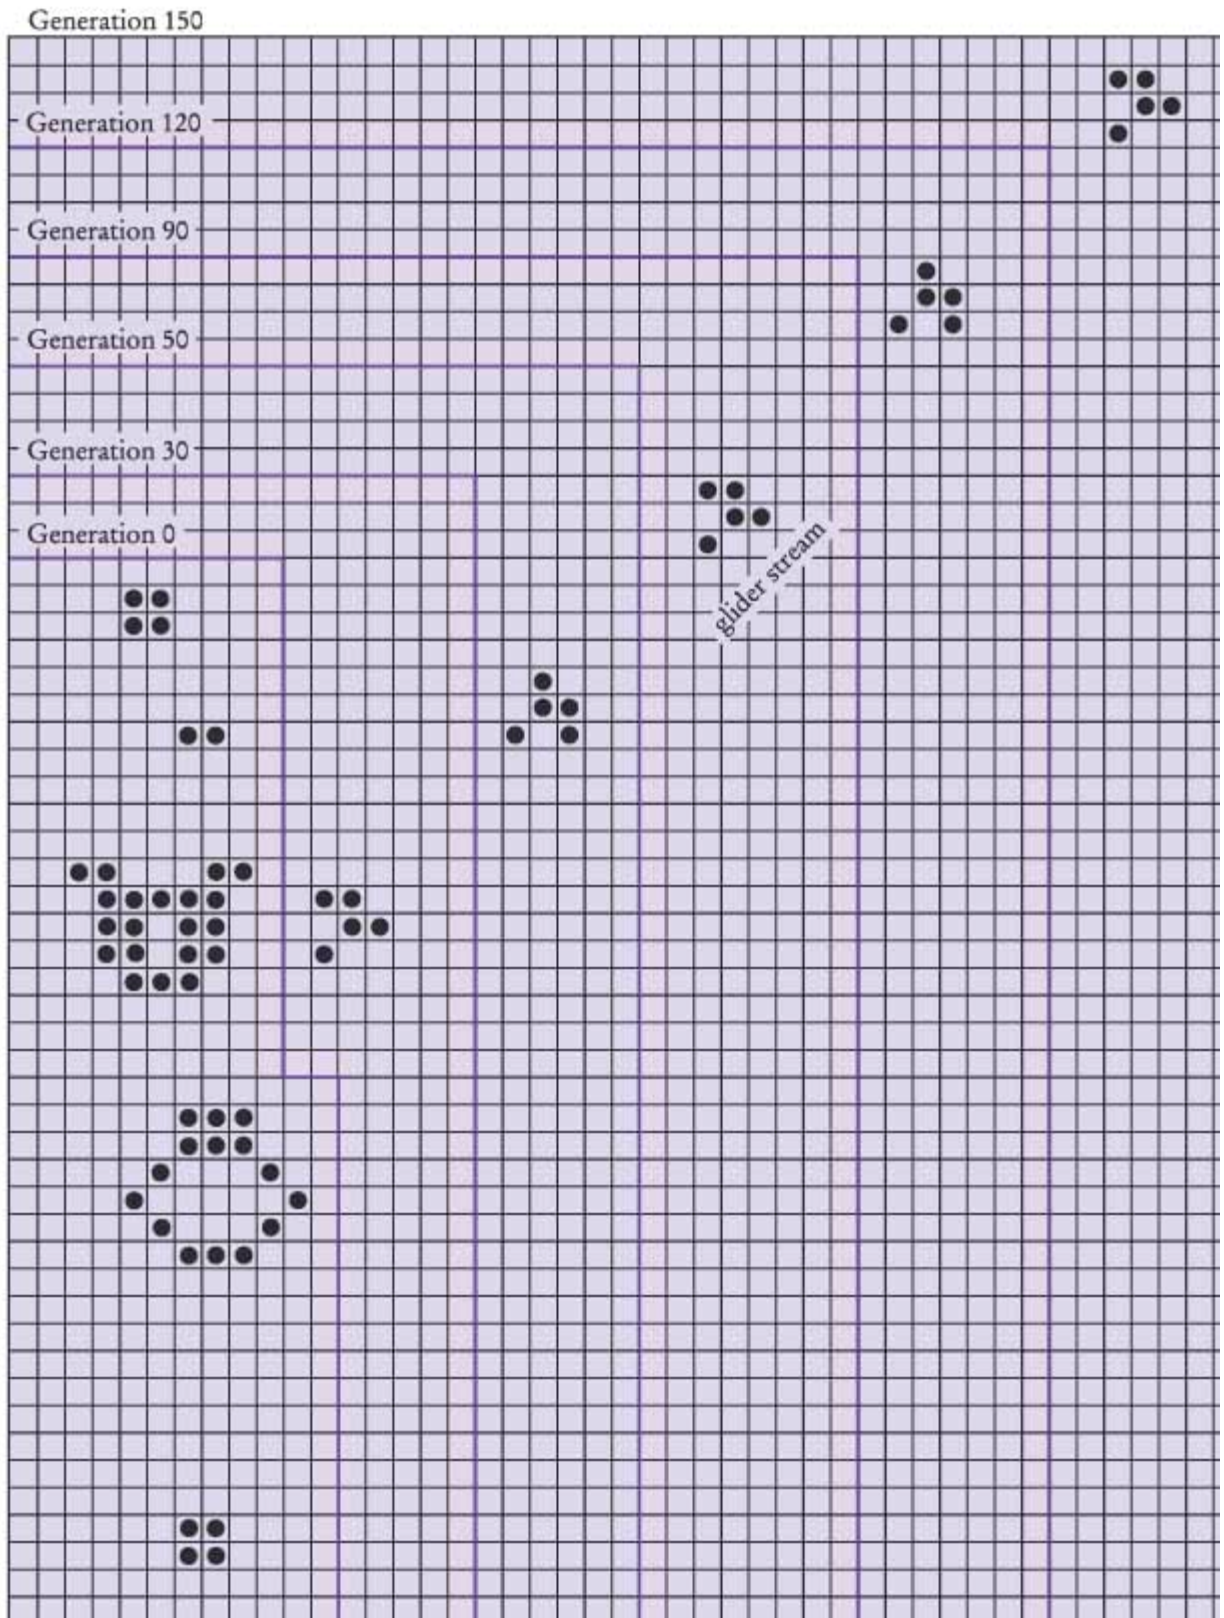 Generation 150
Generation 120
Generation 90
Generation 50
Generation 30
Generation 0
glider stream